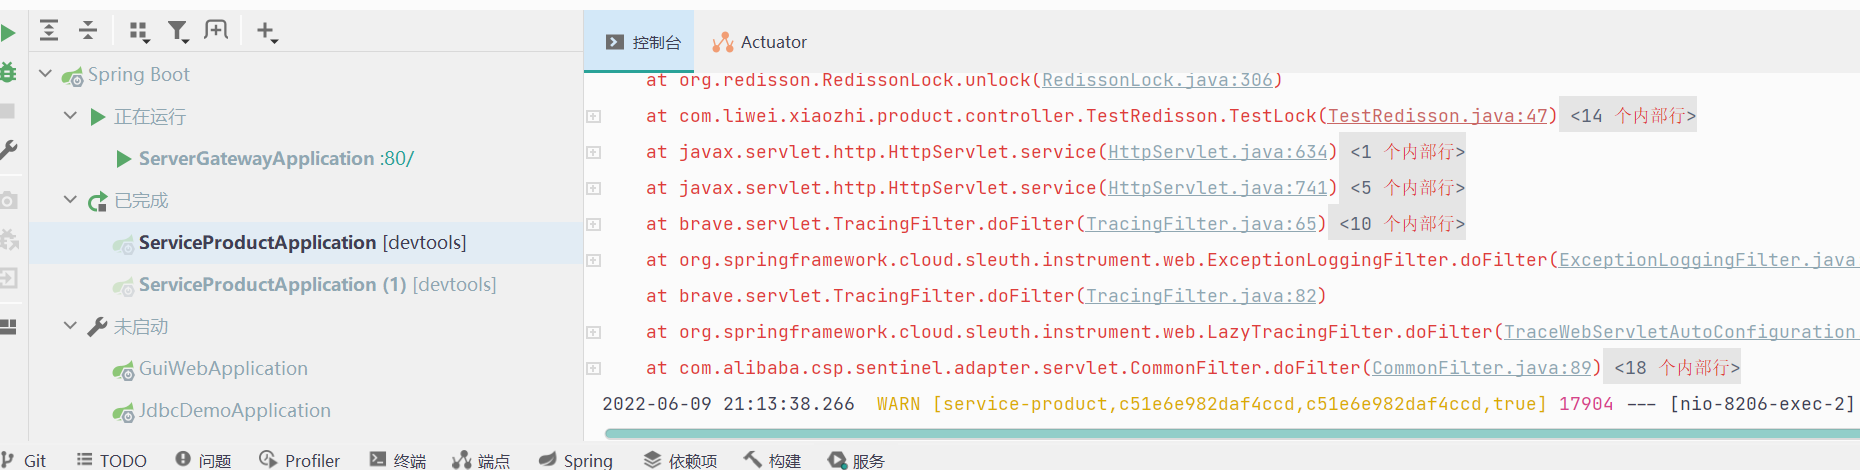 控制台
Actuator
Spring Boot
正在运行
ServerGatewayApplication :80/
已完成
ServiceProductApplication [devtools]
ServiceProductApplication (1) [devtools]
未启动
GuiWebApplication
JdbcDemoApplication
at org.redisson.RedissonLock.unlock(RedissonLock.java:306)
at com.liwei.xiaozhi.product.controller.TestRedisson.TestLock(TestRedisson.java:47) <14 个内部行>
at javax.servlet.http.HttpServlet.service(HttpServlet.java:634) <1 个内部行>
at javax.servlet.http.HttpServlet.service(HttpServlet.java:741) <5 个内部行>
at brave.servlet.TracingFilter.doFilter(TracingFilter.java:65) <10 个内部行>
at org.springframework.cloud.sleuth.instrument.web.ExceptionLoggingFilter.doFilter(ExceptionLoggingFilter.java
at brave.servlet.TracingFilter.doFilter(TracingFilter.java:82)
at org.springframework.cloud.sleuth.instrument.web.LazyTracingFilter.doFilter(TraceWebServletAutoConfiguration.
at com.alibaba.csp.sentinel.adapter.servlet.CommonFilter.doFilter(CommonFilter.java:89) <18 个内部行>
2022-06-09 21:13:38.266 WARN [service-product,c51e6e982daf4ccd,c51e6e982daf4ccd,true] 17904 --- [nio-8206-exec-2]
Git TODO 问题 Profiler 终端 端点 Spring 依赖项 构建 服务